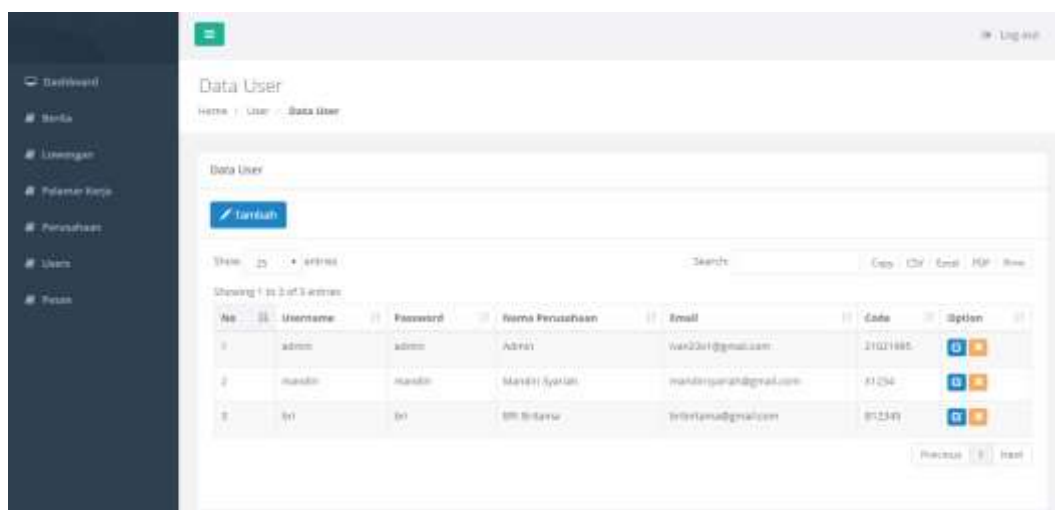 Log out
Dashboard
Berita
Lowongan
Pelamar Kerja
Perusahaan
Users
Pesan
Data User
Home / User / Data User
Data User
Tambah
Show 25 entries
Search:
Copy CSV Excel PDF Print
Showing 1 to 3 of 3 entries
No Username Password Nama Perusahaan Email Code Option
1 admin admin Admin 21021985
2 mandiri mandiri Mandiri Syariah mandirisyariah@gmail.com
3 bri bri BRI Britama bribritama@gmail.com
Previous 1 Next